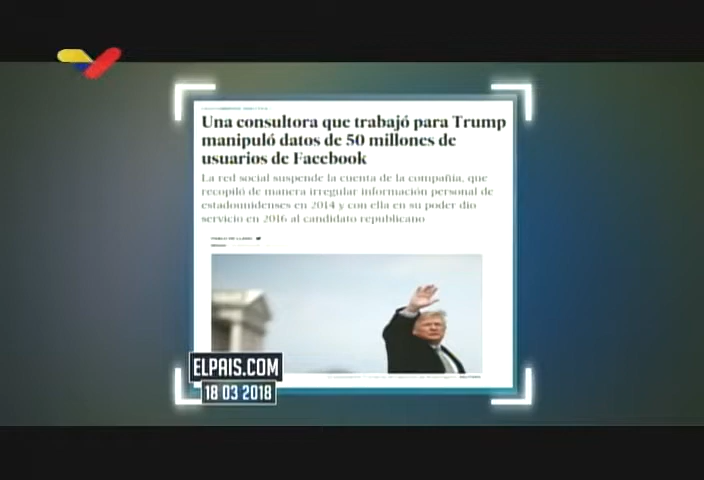 Una consultora que trabajó para Trump
manipuló datos de 50 millones de
usuarios de Facebook
La red social suspende la cuenta de la compañía, que
recopiló de manera irregular información personal de
estadounidenses en 2014 y con ella en su poder dio
servicio en 2016 al candidato republicano
ELPAIS.COM
18 03 2018